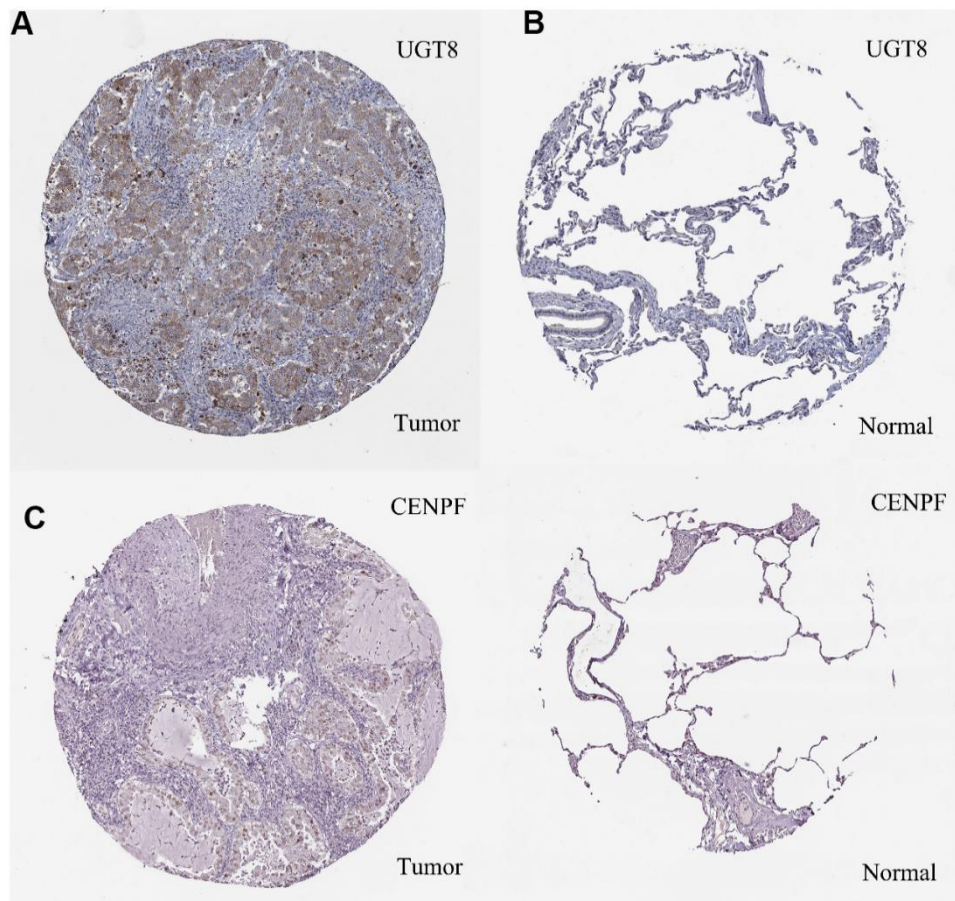 A
UGT8
Tumor
B
UGT8
Normal
C
CENPF
Tumor
CENPF
Normal